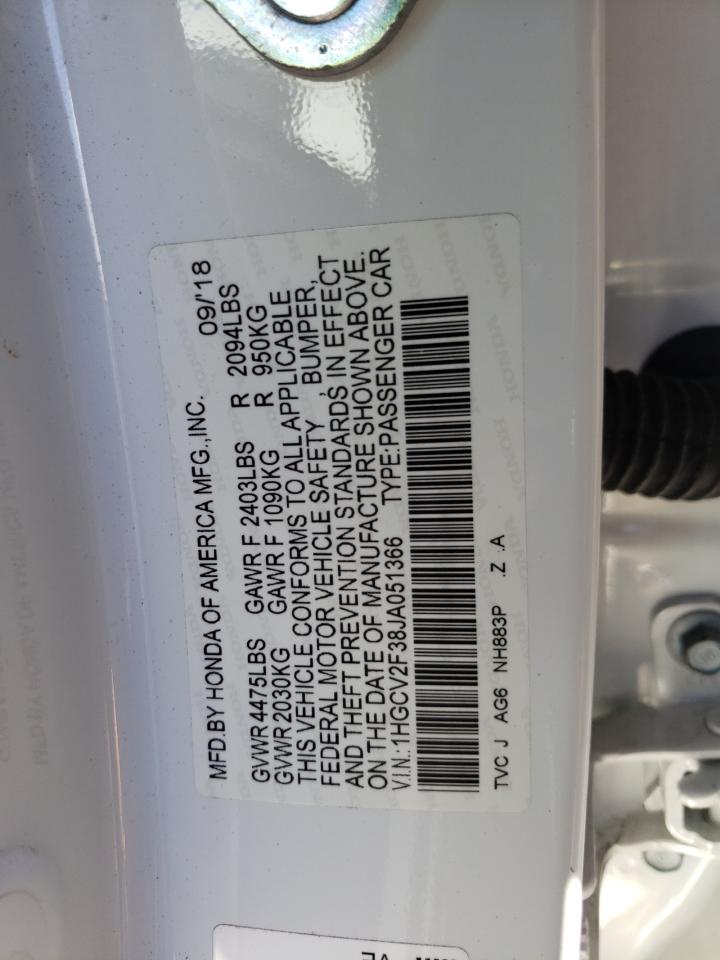 MFD.BY HONDA OF AMERICA MFG.,INC. 09/'18
GVWR 4475LBS GAWR F 2403LBS R 2094LBS
GVWR 2030KG GAWR F 1090KG R 950KG
THIS VEHICLE CONFORMS TO ALL APPLICABLE
FEDERAL MOTOR VEHICLE SAFETY , BUMPER,
AND THEFT PREVENTION STANDARDS, IN EFFECT
ON THE DATE OF MANUFACTURE SHOWN ABOVE.
V.I.N.:1HGCV2F38JA051366 TYPE:PASSENGER CAR
TVC J AG6 NH883P .Z .A